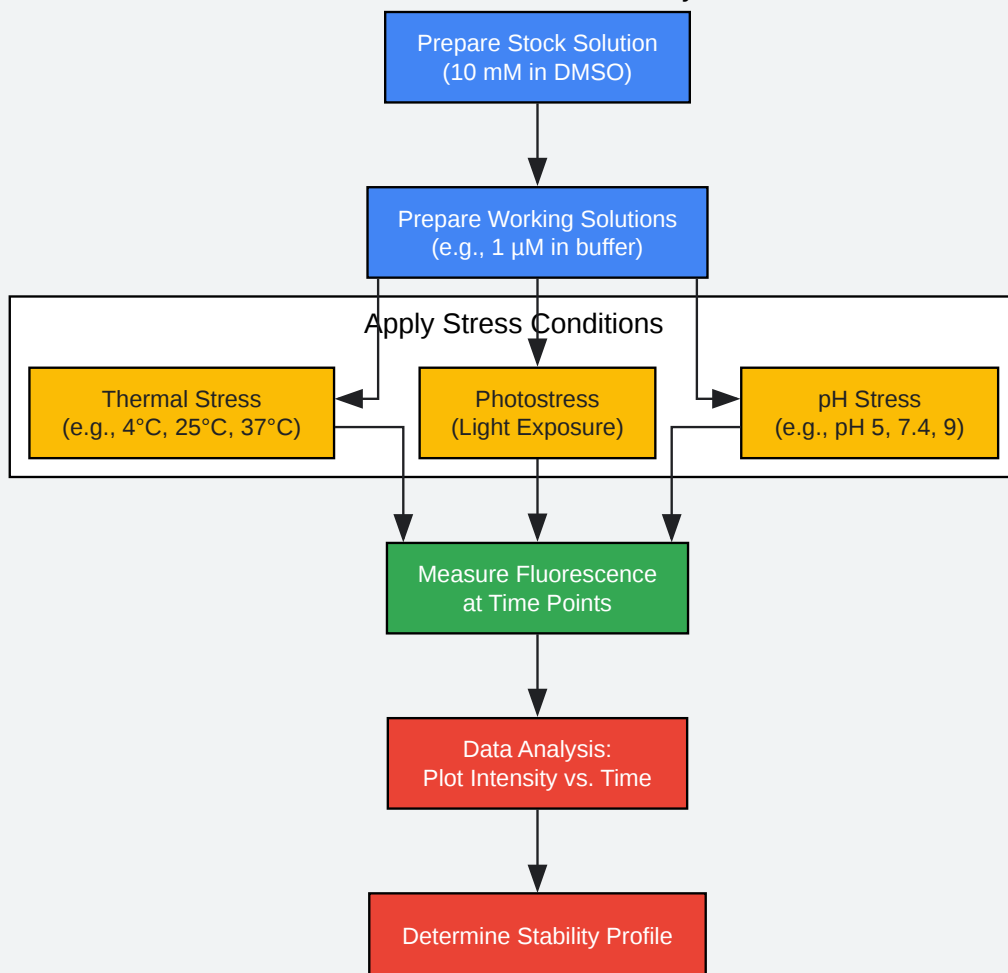 Prepare Stock Solution
(10 mM in DMSO)
Prepare Working Solutions
(e.g., 1 µM in buffer)
Apply Stress Conditions
Thermal Stress
(e.g., 4°C, 25°C, 37°C)
Photostress
(Light Exposure)
pH Stress
(e.g., pH 5, 7.4, 9)
Measure Fluorescence
at Time Points
Data Analysis:
Plot Intensity vs. Time
Determine Stability Profile